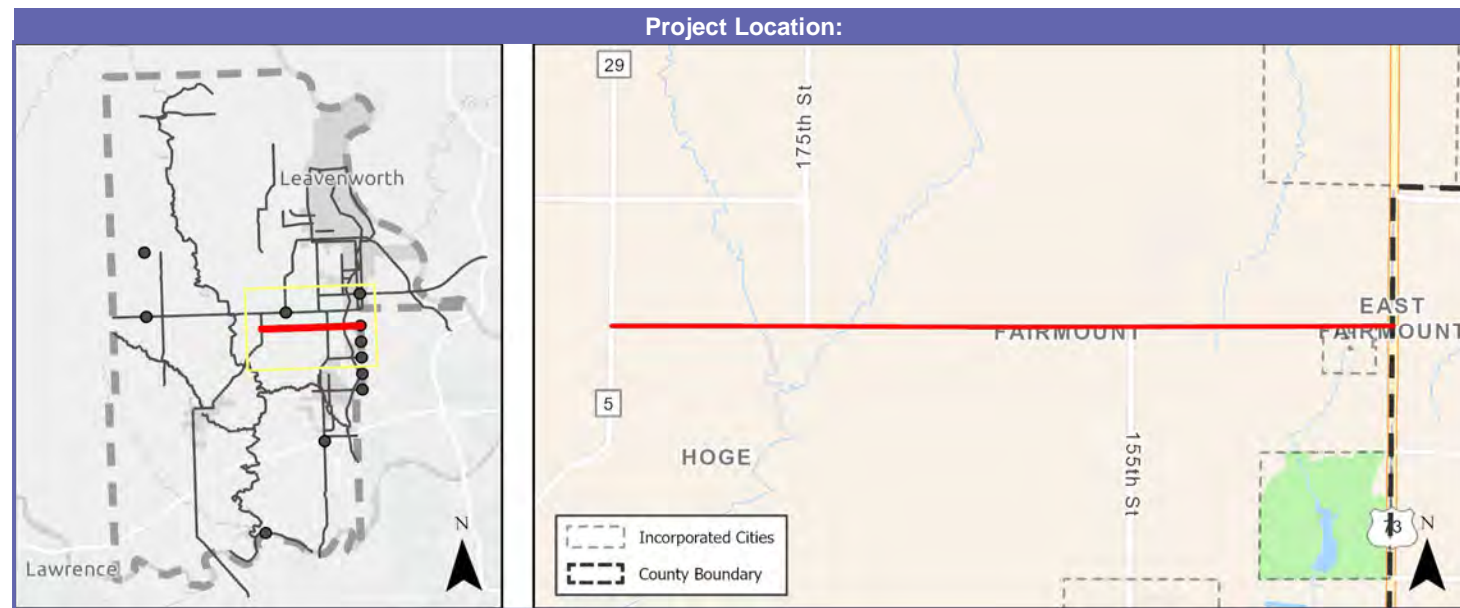 Project Location:
Leavenworth
Lawrence
N
29
175th St
EAST
FAIRMOUNT
FAIRMOUNT
5
HOGE
155th St
73
N
Incorporated Cities
County Boundary